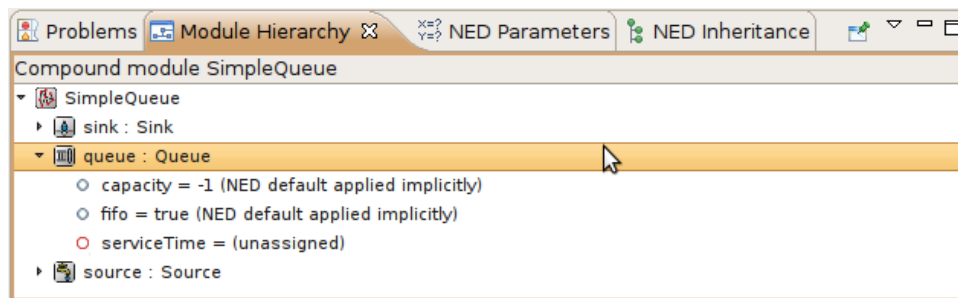 Problems Module Hierarchy X=? Y=? NED Parameters NED Inheritance
Compound module SimpleQueue
SimpleQueue
sink : Sink
queue : Queue
capacity = -1 (NED default applied implicitly)
fifo = true (NED default applied implicitly)
serviceTime = (unassigned)
source : Source